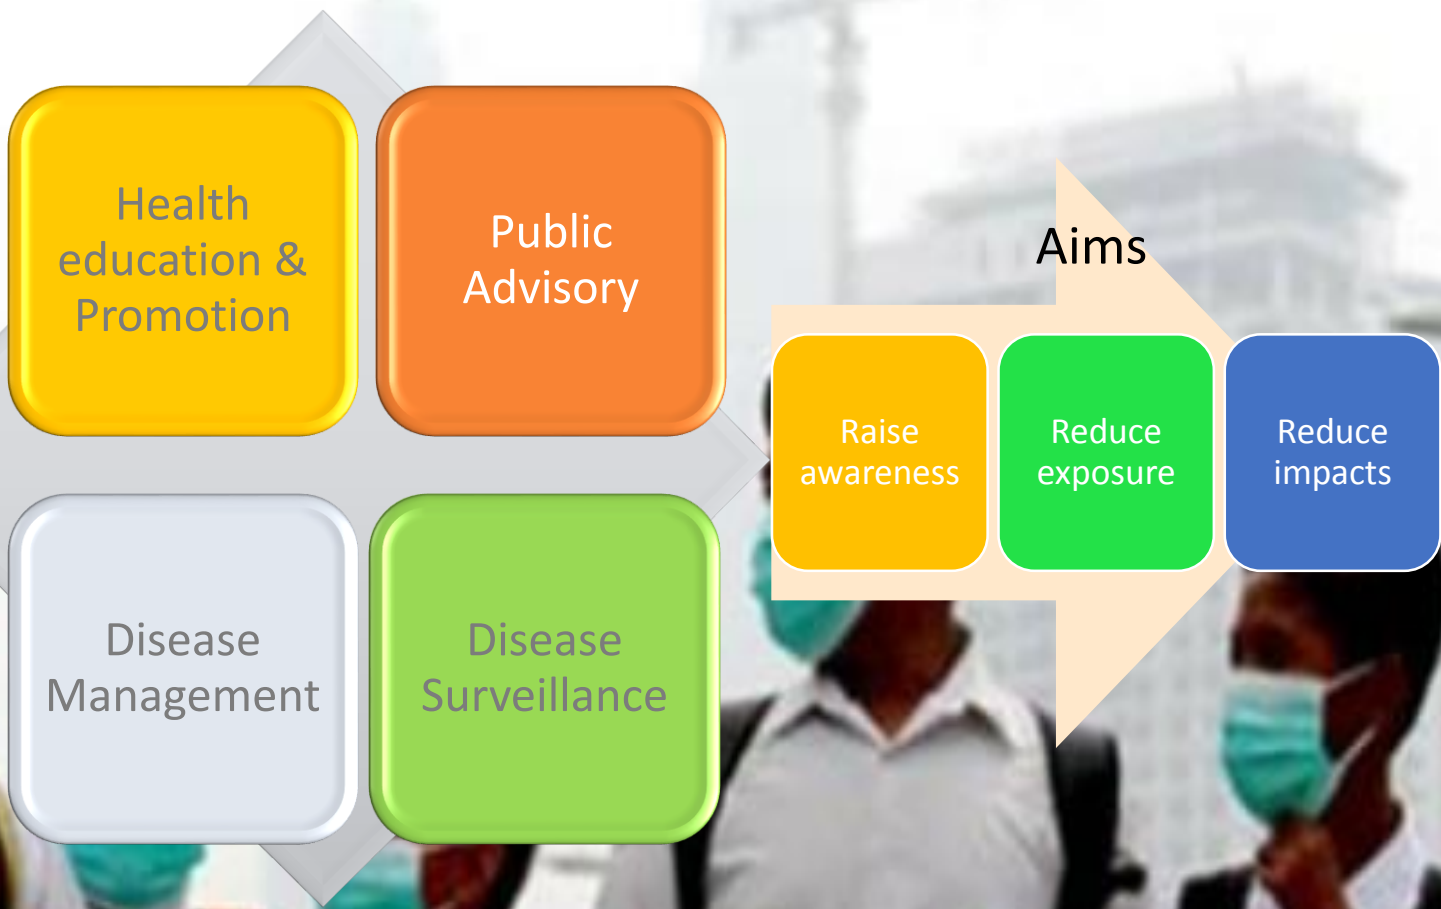 Health
education &
Promotion
Public
Advisory
Disease
Management
Disease
Surveillance
Aims
Raise
awareness
Reduce
exposure
Reduce
impacts